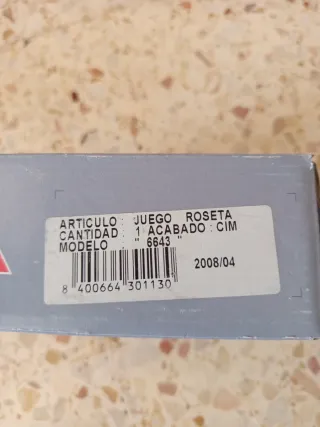 ARTICULO : JUEGO ROSETA
CANTIDAD : 1 ACABADO : CIM
MODELO : " 6643 "
2008/04
8 400664 301130